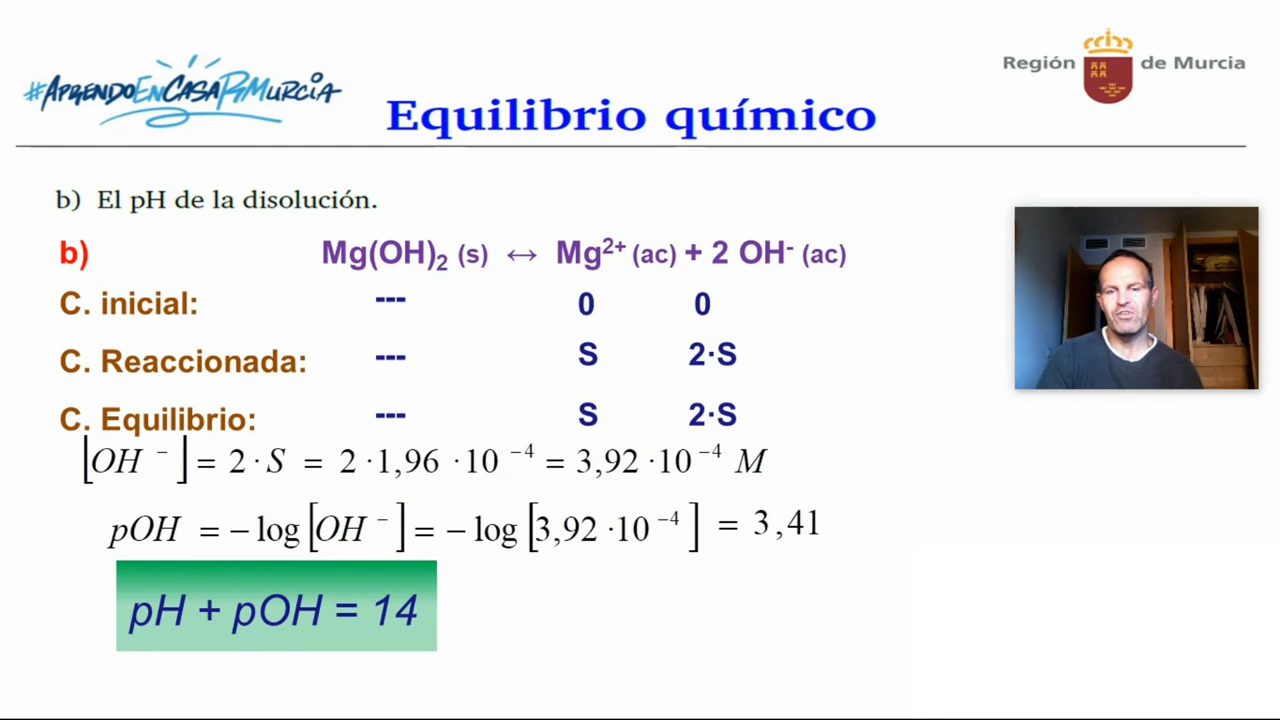 #APRENDOENCASARMURCIA
Región de Murcia
Equilibrio químico
b) El pH de la disolución.
b) Mg(OH)₂ (s) ↔ Mg²⁺ (ac) + 2 OH⁻ (ac)
C. inicial: --- 0 0
C. Reaccionada: --- S 2·S
C. Equilibrio: --- S 2·S
[OH⁻] = 2·S = 2·1,96·10⁻⁴ = 3,92·10⁻⁴ M
pOH = −log[OH⁻] = −log[3,92·10⁻⁴] = 3,41
pH + pOH = 14